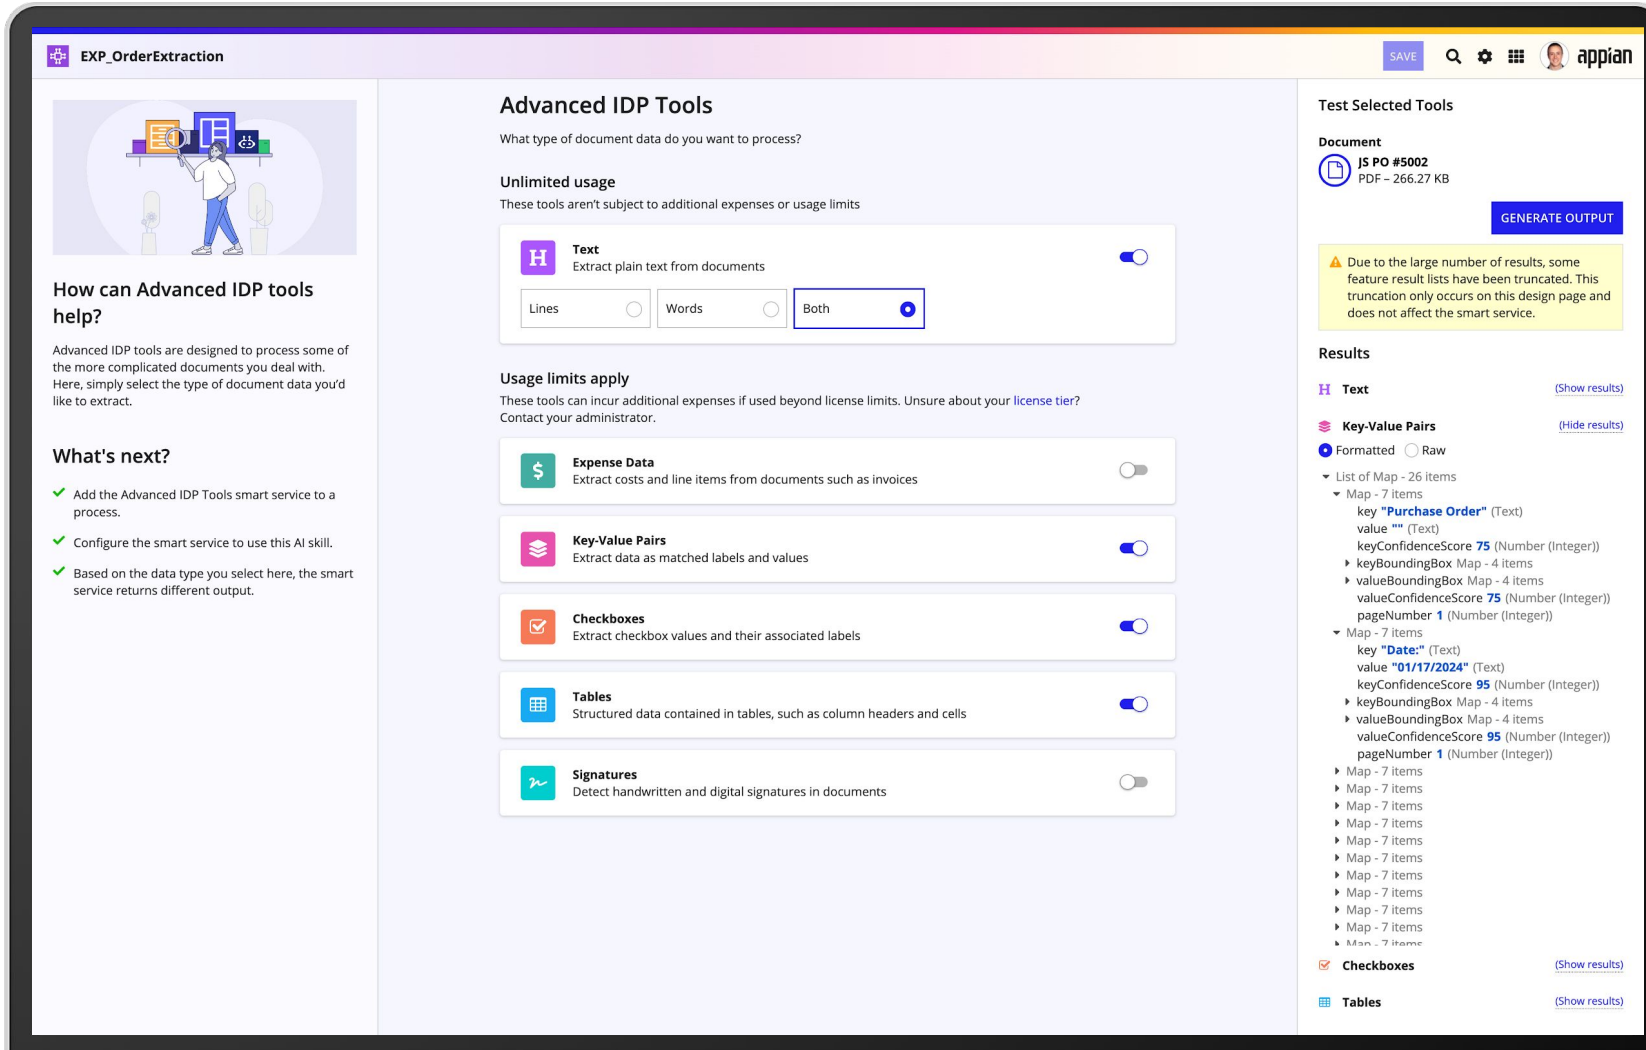 EXP_OrderExtraction
SAVE
appian
How can Advanced IDP tools
help?
Advanced IDP tools are designed to process some of
the more complicated documents you deal with.
Here, simply select the type of document data you'd
like to extract.
What's next?
Add the Advanced IDP Tools smart service to a
process.
Configure the smart service to use this AI skill.
Based on the data type you select here, the smart
service returns different output.
Advanced IDP Tools
What type of document data do you want to process?
Unlimited usage
These tools aren't subject to additional expenses or usage limits
H
Text
Extract plain text from documents
Lines
Words
Both
Usage limits apply
These tools can incur additional expenses if used beyond license limits. Unsure about your license tier?
Contact your administrator.
$
Expense Data
Extract costs and line items from documents such as invoices
Key-Value Pairs
Extract data as matched labels and values
Checkboxes
Extract checkbox values and their associated labels
Tables
Structured data contained in tables, such as column headers and cells
Signatures
Detect handwritten and digital signatures in documents
Test Selected Tools
Document
JS PO #5002
PDF – 266.27 KB
GENERATE OUTPUT
Due to the large number of results, some
feature result lists have been truncated. This
truncation only occurs on this design page and
does not affect the smart service.
Results
H Text (Show results)
Key-Value Pairs (Hide results)
Formatted Raw
List of Map - 26 items
Map - 7 items
key "Purchase Order" (Text)
value "" (Text)
keyConfidenceScore 75 (Number (Integer))
keyBoundingBox Map - 4 items
valueBoundingBox Map - 4 items
valueConfidenceScore 75 (Number (Integer))
pageNumber 1 (Number (Integer))
Map - 7 items
key "Date:" (Text)
value "01/17/2024" (Text)
keyConfidenceScore 95 (Number (Integer))
keyBoundingBox Map - 4 items
valueBoundingBox Map - 4 items
valueConfidenceScore 95 (Number (Integer))
pageNumber 1 (Number (Integer))
Map - 7 items
Map - 7 items
Map - 7 items
Map - 7 items
Map - 7 items
Map - 7 items
Map - 7 items
Map - 7 items
Map - 7 items
Map - 7 items
Map - 7 items
Checkboxes (Show results)
Tables (Show results)